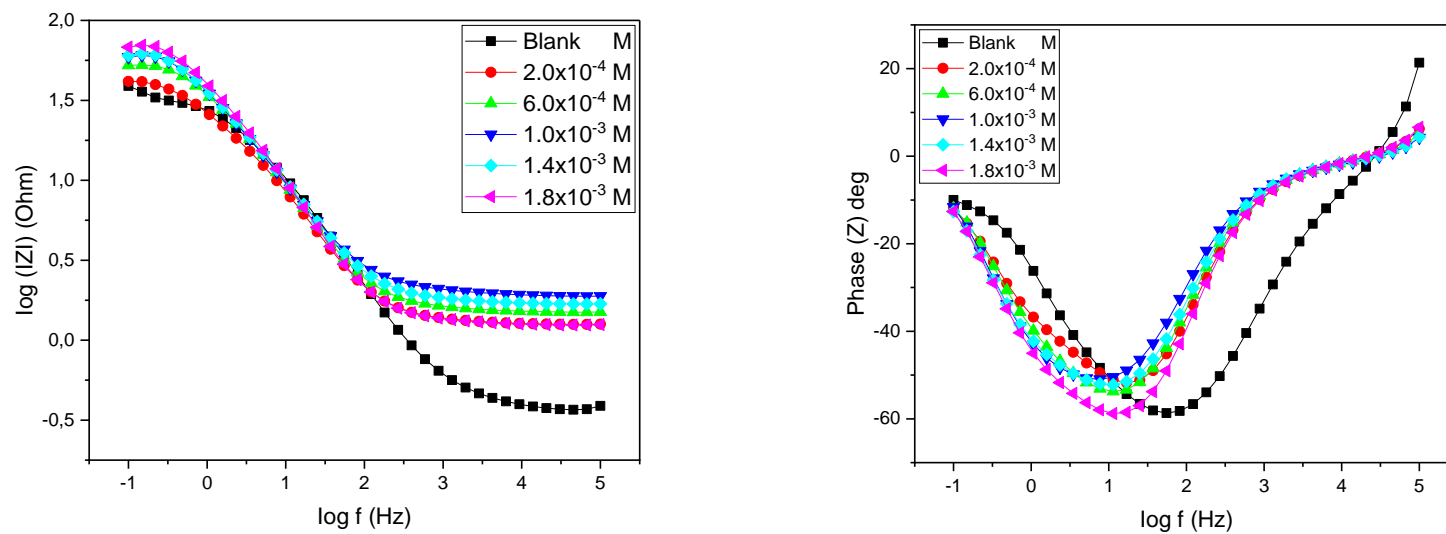 2,0
1,5
1,0
0,5
0,0
-0,5
-1 0 1 2 3 4 5
log (IZI) (Ohm)
log f (Hz)
Blank M
2.0x10⁻⁴ M
6.0x10⁻⁴ M
1.0x10⁻³ M
1.4x10⁻³ M
1.8x10⁻³ M
20
0
-20
-40
-60
-1 0 1 2 3 4 5
Phase (Z) deg
log f (Hz)
Blank M
2.0x10⁻⁴ M
6.0x10⁻⁴ M
1.0x10⁻³ M
1.4x10⁻³ M
1.8x10⁻³ M